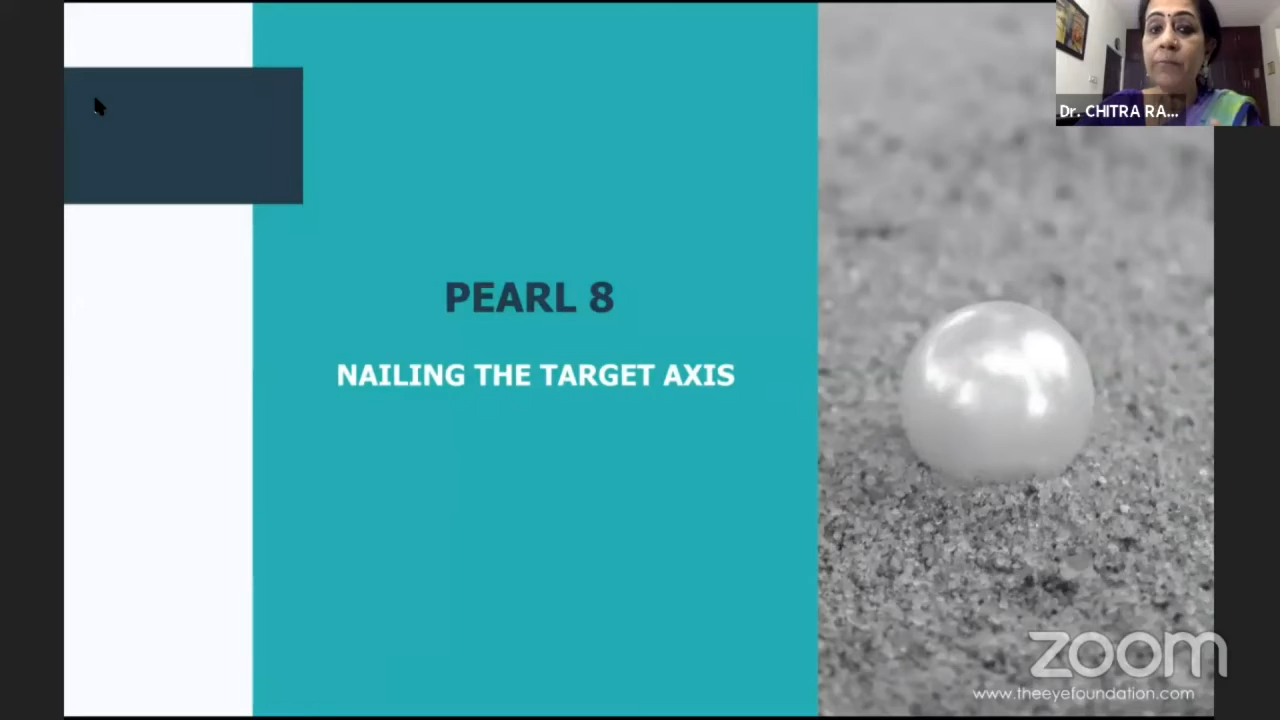 Dr. CHITRA RA...
PEARL 8
NAILING THE TARGET AXIS
zoom
www.theeyefoundation.com